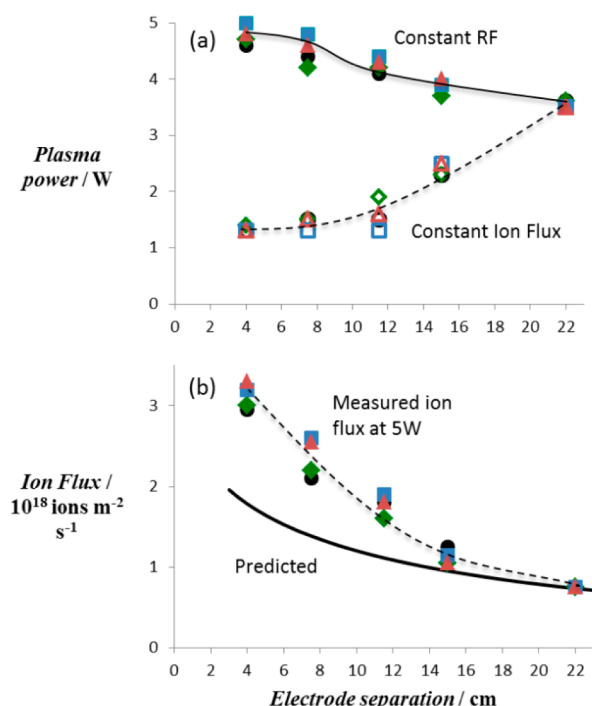 5
(a)
Constant RF
4
Plasma
power / W
3
2
Constant Ion Flux
1
0
0 2 4 6 8 10 12 14 16 18 20 22
(b)
3
Measured ion
flux at 5W
Ion Flux /
10¹⁸ ions m⁻²
s⁻¹
2
Predicted
1
0
0 2 4 6 8 10 12 14 16 18 20 22
Electrode separation / cm